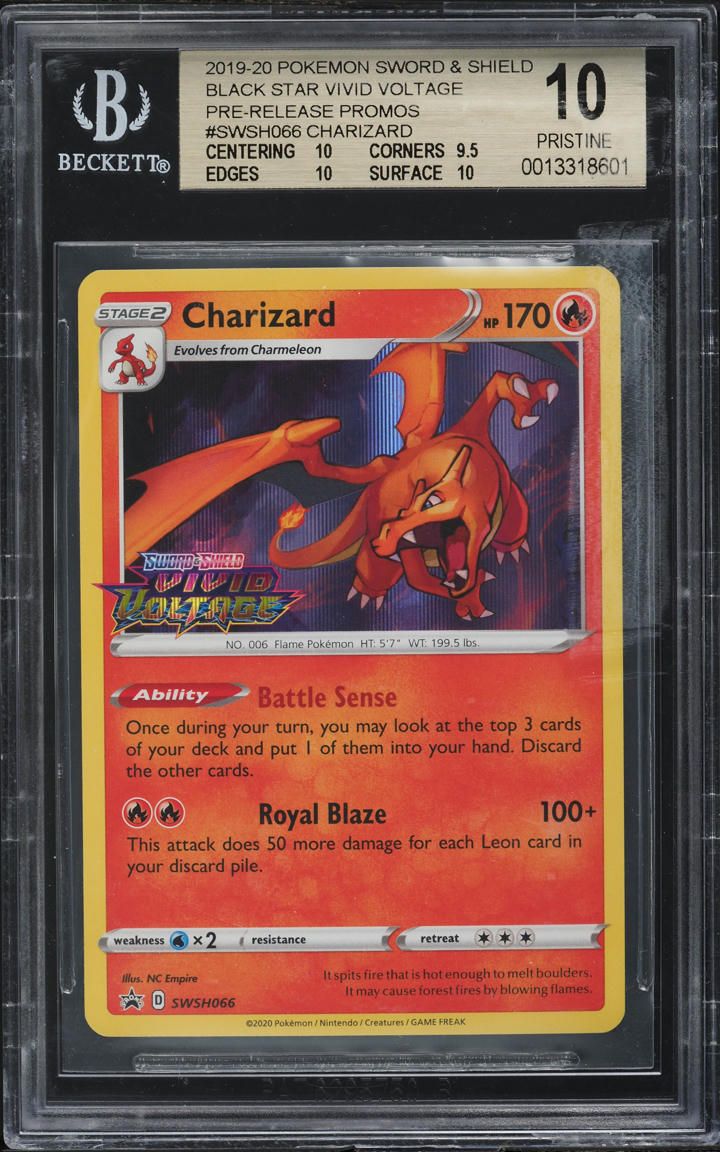 2019-20 POKEMON SWORD & SHIELD
BLACK STAR VIVID VOLTAGE
PRE-RELEASE PROMOS
#SWSH066 CHARIZARD
CENTERING 10 CORNERS 9.5
EDGES 10 SURFACE 10
10
PRISTINE
0013318601
B
BECKETT®
STAGE2
Charizard
HP 170
Evolves from Charmeleon
SWORD & SHIELD
VIVID
VOLTAGE
NO. 006 Flame Pokémon HT: 5'7" WT: 199.5 lbs.
Ability Battle Sense
Once during your turn, you may look at the top 3 cards
of your deck and put 1 of them into your hand. Discard
the other cards.
Royal Blaze 100+
This attack does 50 more damage for each Leon card in
your discard pile.
weakness ×2 resistance retreat
Illus. NC Empire
It spits fire that is hot enough to melt boulders.
It may cause forest fires by blowing flames.
PROMO D SWSH066
©2020 Pokémon / Nintendo / Creatures / GAME FREAK